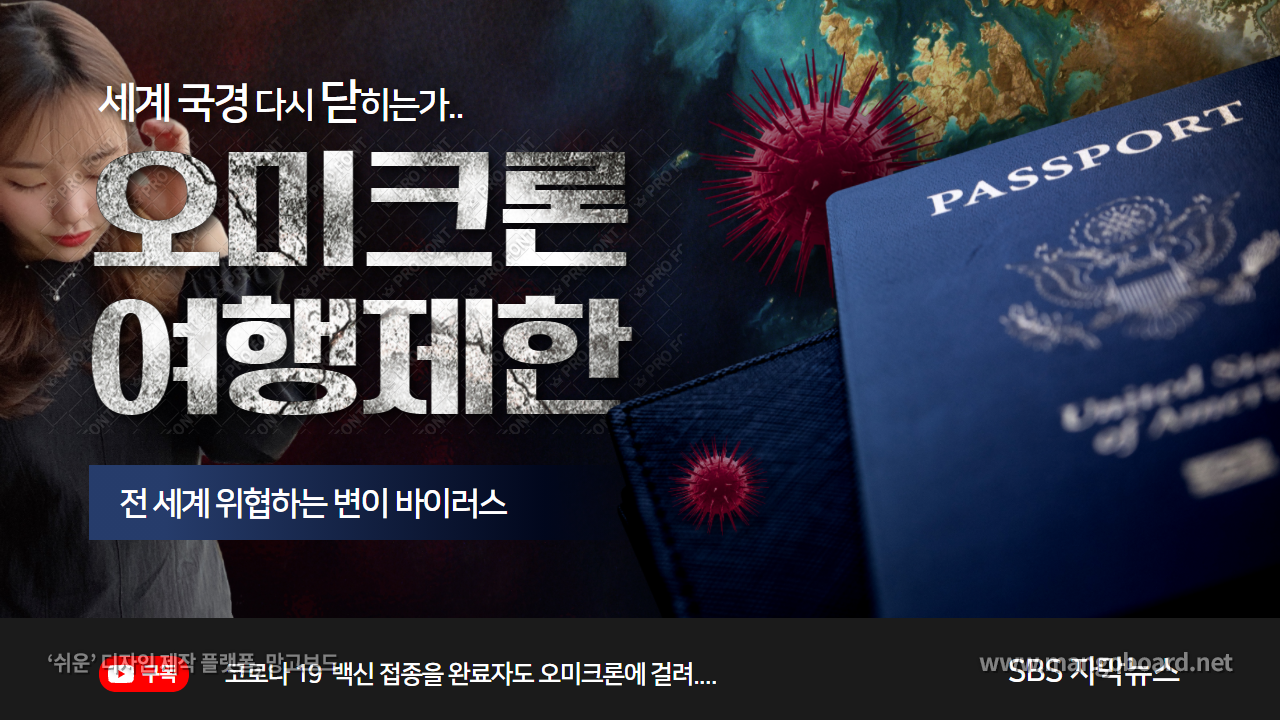 세계 국경 다시 닫히는가..
오미크론
여행제한
PASSPORT
United States
of America
전 세계 위협하는 변이 바이러스
‘쉬운’ 디자인 제작 플랫폼, 망고보드
구독
코로나 19 백신 접종을 완료자도 오미크론에 걸려....
www.mangoboard.net
SBS 자막뉴스